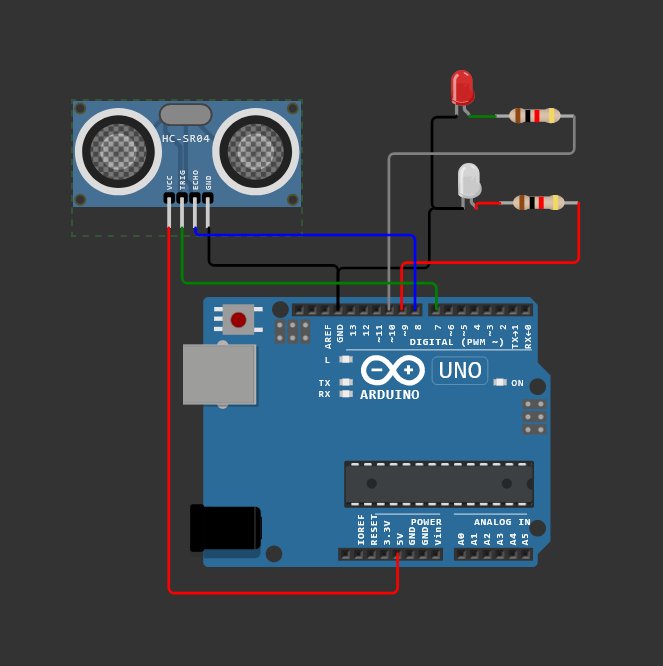 HC-SR04
VCC
TRIG
ECHO
GND
AREF
GND
13
12
~11
~10
~9
8
7
~6
~5
4
~3
2
TX→1
RX←0
DIGITAL (PWM ~)
L
TX
RX
UNO
ON
ARDUINO
POWER
ANALOG IN
IOREF
RESET
3.3V
5V
GND
GND
Vin
A0
A1
A2
A3
A4
A5